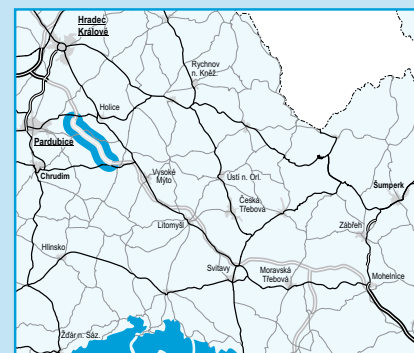 Hradec
Králové
Rychnov
n. Kněž.
Holice
Pardubice
Chrudim
Vysoké
Mýto
Ústí n. Orl.
Česká
Třebová
Šumperk
Litomyšl
Zábřeh
Hlinsko
Svitavy
Moravská
Třebová
Mohelnice
Žďár n. Sáz.